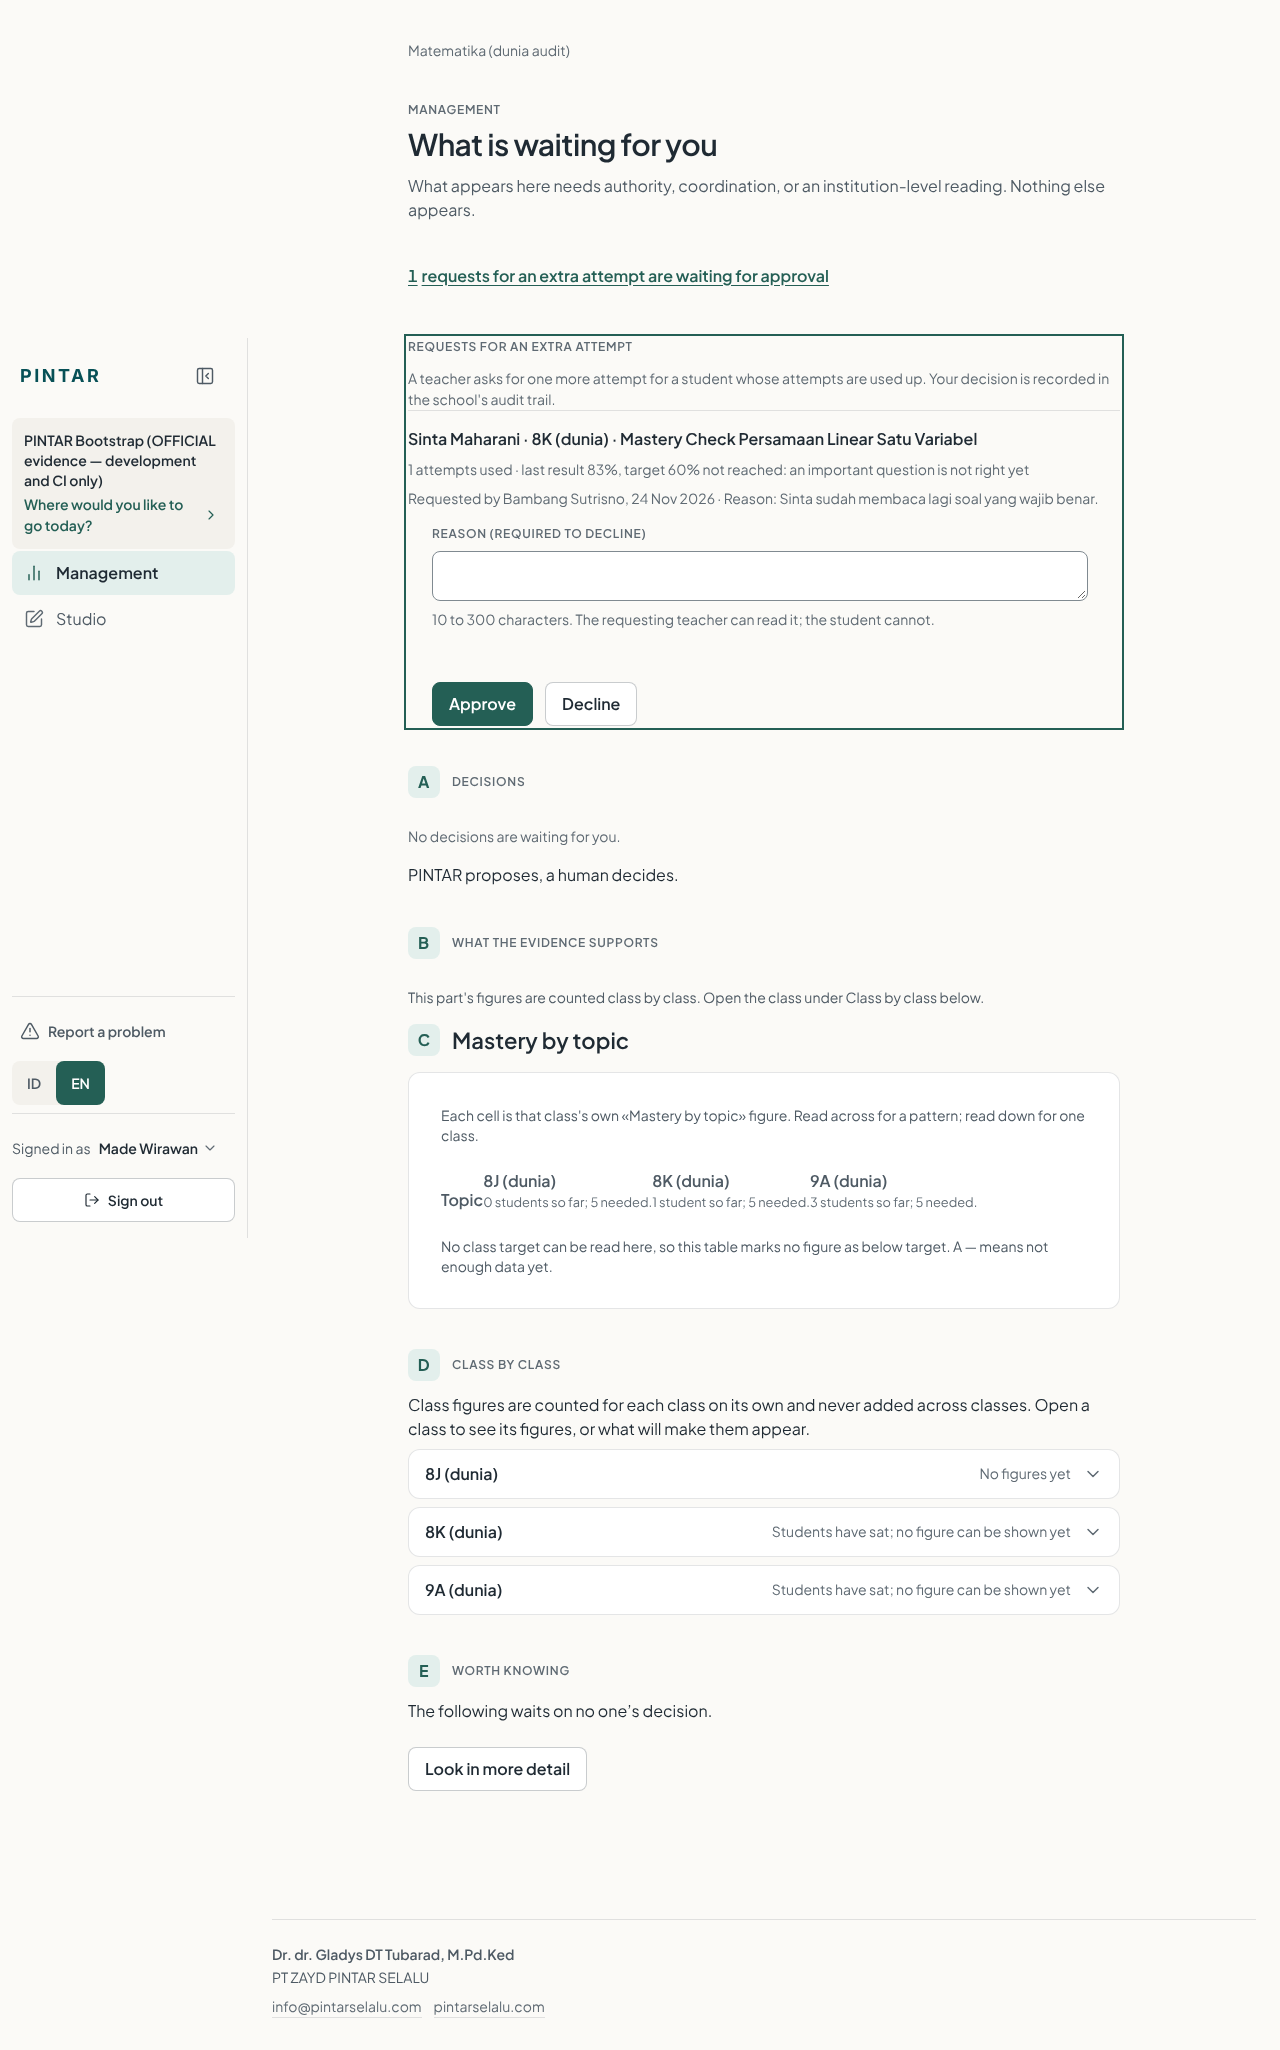 Matematika (dunia audit)
MANAGEMENT
What is waiting for you
What appears here needs authority, coordination, or an institution-level reading. Nothing else
appears.
1 requests for an extra attempt are waiting for approval
PINTAR
PINTAR Bootstrap (OFFICIAL
evidence — development
and CI only)
Where would you like to
go today?
Management
Studio
Report a problem
ID EN
Signed in as Made Wirawan
Sign out
REQUESTS FOR AN EXTRA ATTEMPT
A teacher asks for one more attempt for a student whose attempts are used up. Your decision is recorded in
the school's audit trail.
Sinta Maharani · 8K (dunia) · Mastery Check Persamaan Linear Satu Variabel
1 attempts used · last result 83%, target 60% not reached: an important question is not right yet
Requested by Bambang Sutrisno, 24 Nov 2026 · Reason: Sinta sudah membaca lagi soal yang wajib benar.
REASON (REQUIRED TO DECLINE)
10 to 300 characters. The requesting teacher can read it; the student cannot.
Approve Decline
A DECISIONS
No decisions are waiting for you.
PINTAR proposes, a human decides.
B WHAT THE EVIDENCE SUPPORTS
This part's figures are counted class by class. Open the class under Class by class below.
C Mastery by topic
Each cell is that class's own «Mastery by topic» figure. Read across for a pattern; read down for one
class.
8J (dunia) 8K (dunia) 9A (dunia)
Topic 0 students so far; 5 needed. 1 student so far; 5 needed. 3 students so far; 5 needed.
No class target can be read here, so this table marks no figure as below target. A — means not
enough data yet.
D CLASS BY CLASS
Class figures are counted for each class on its own and never added across classes. Open a
class to see its figures, or what will make them appear.
8J (dunia) No figures yet
8K (dunia) Students have sat; no figure can be shown yet
9A (dunia) Students have sat; no figure can be shown yet
E WORTH KNOWING
The following waits on no one’s decision.
Look in more detail
Dr. dr. Gladys DT Tubarad, M.Pd.Ked
PT ZAYD PINTAR SELALU
info@pintarselalu.com pintarselalu.com